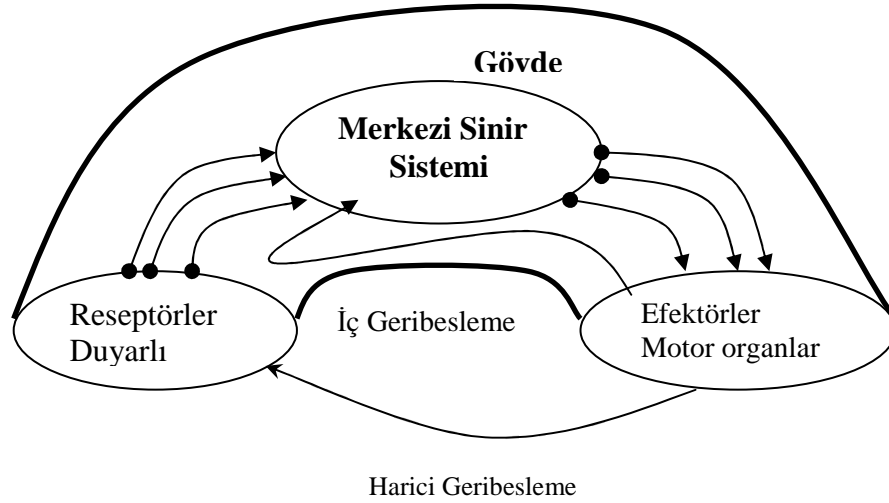 Gövde
Merkezi Sinir
Sistemi
Reseptörler
Duyarlı
İç Geribesleme
Efektörler
Motor organlar
Harici Geribesleme